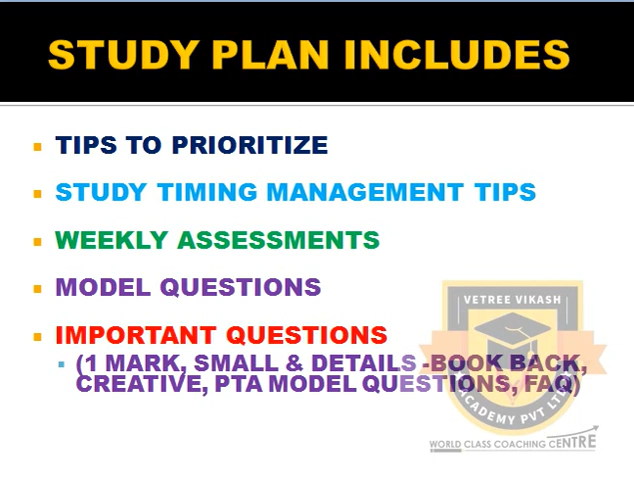 STUDY PLAN INCLUDES
TIPS TO PRIORITIZE
STUDY TIMING MANAGEMENT TIPS
WEEKLY ASSESSMENTS
MODEL QUESTIONS
IMPORTANT QUESTIONS
(1 MARK, SMALL & DETAILS -BOOK BACK,
CREATIVE, PTA MODEL QUESTIONS, FAQ)
VETREE VIKASH
ACADEMY PVT LTD
WORLD CLASS COACHING CENTRE